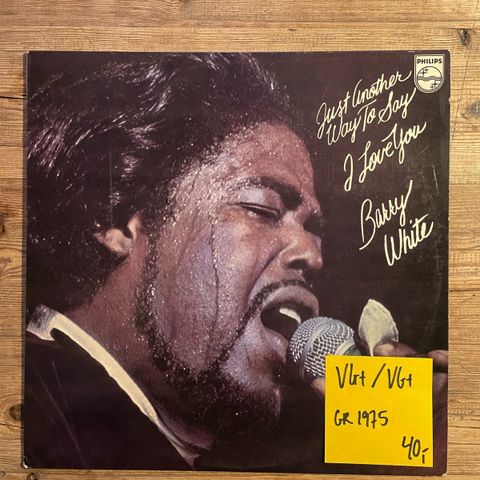 PHILIPS
Just Another
Way To Say
I Love You
Barry
White
VG+ / VG+
GR 1975
40,-